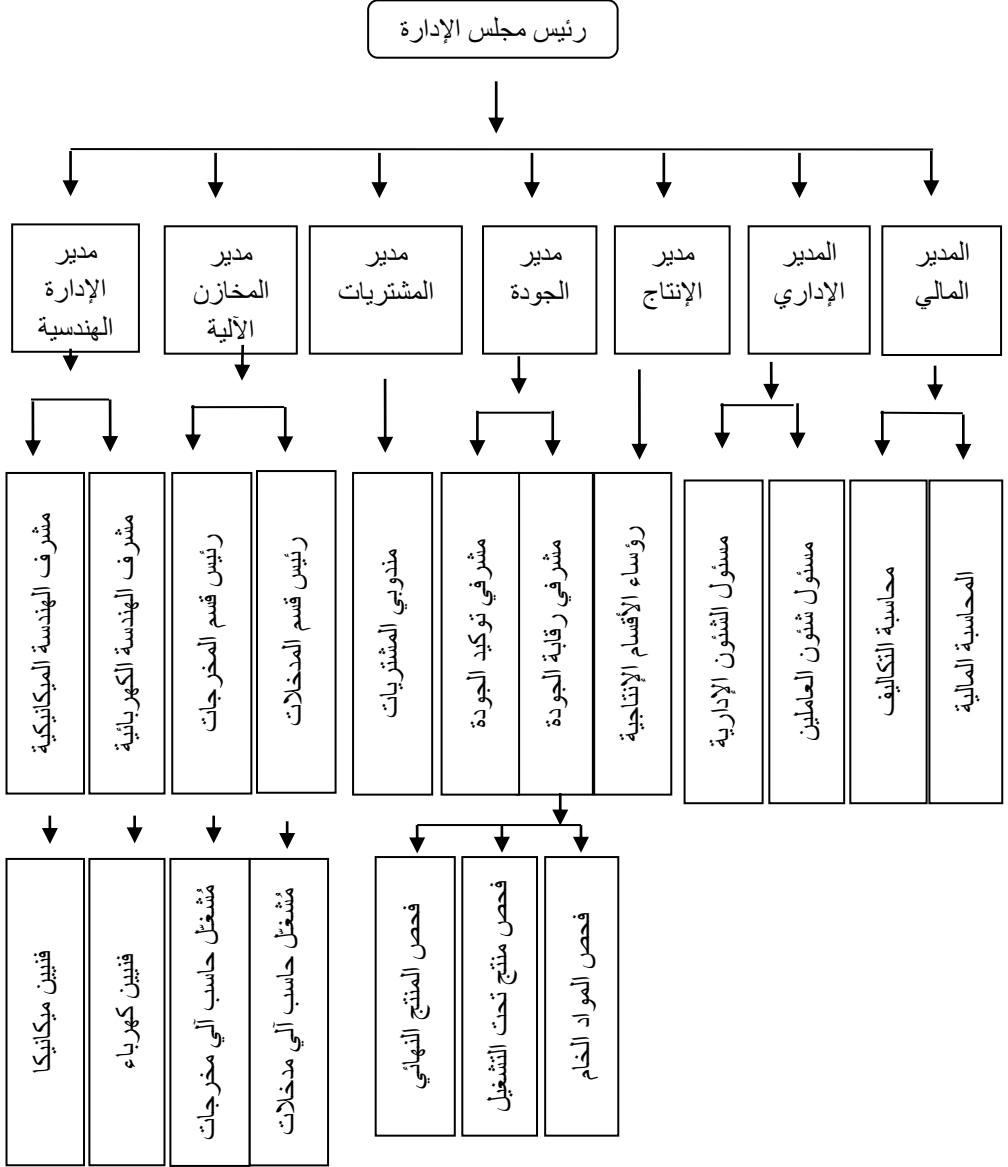 رئيس مجلس الإدارة
المدير
المالي
المدير
الإداري
مدير
الإنتاج
مدير
الجودة
مدير
المشتريات
مدير
المخازن
الآلية
مدير
الإدارة
الهندسية
المحاسبة المالية
محاسبة التكاليف
مسئول شئون العاملين
مسئول الشئون الإدارية
رؤساء الأقسام الإنتاجية
مشرفي رقابة الجودة
مشرفي توكيد الجودة
مندوبي المشتريات
رئيس قسم المدخلات
رئيس قسم المخرجات
مشرف الهندسة الكهربائية
مشرف الهندسة الميكانيكية
فحص المواد الخام
فحص منتج تحت التشغيل
فحص المنتج النهائي
مُشغّل حاسب آلي مدخلات
مُشغّل حاسب آلي مخرجات
فنيين كهرباء
فنيين ميكانيكا